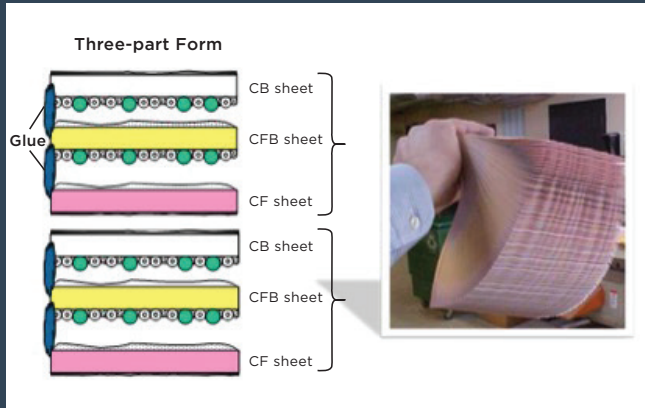 Three-part Form
CB sheet
Glue
CFB sheet
CF sheet
CB sheet
CFB sheet
CF sheet